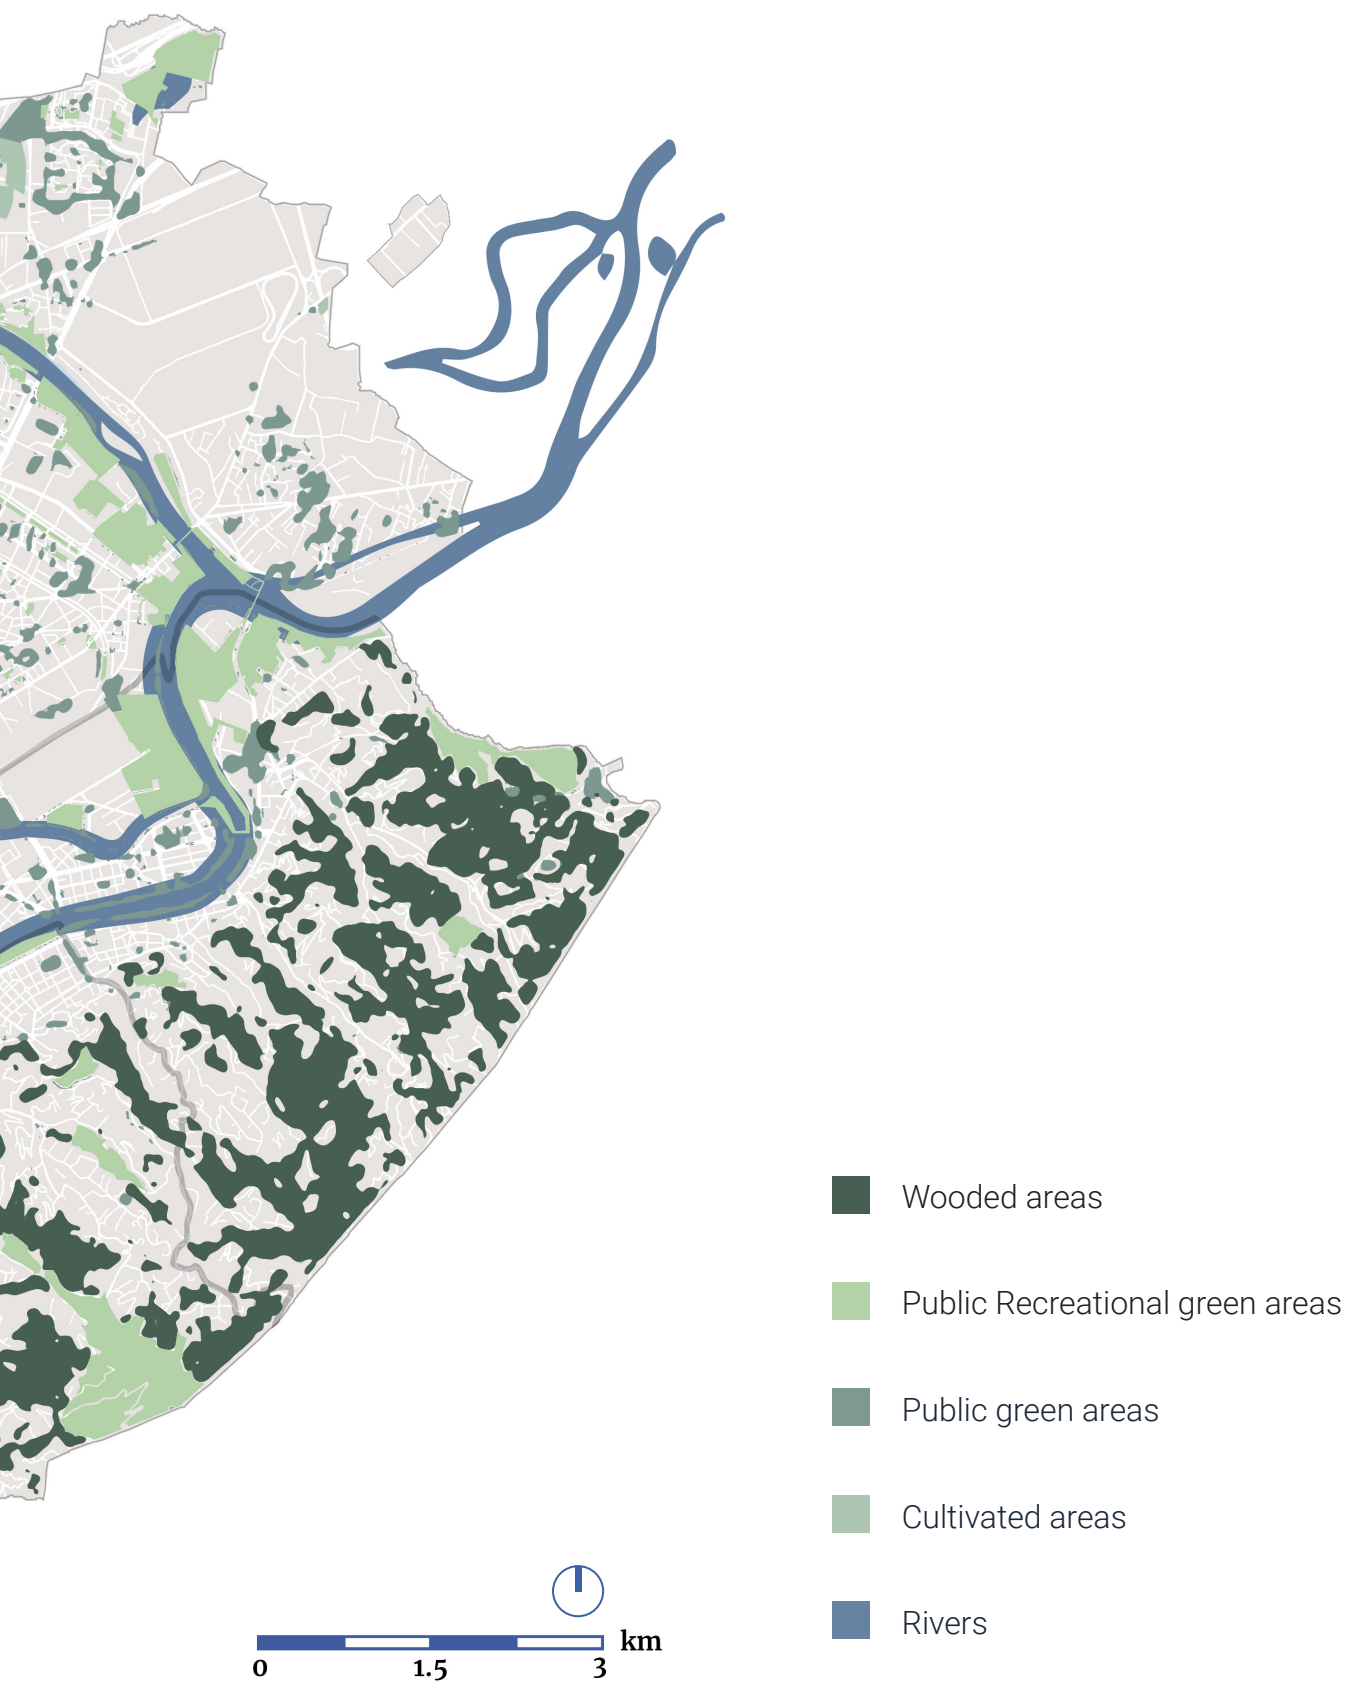 Wooded areas
Public Recreational green areas
Public green areas
Cultivated areas
Rivers
km
0 1.5 3